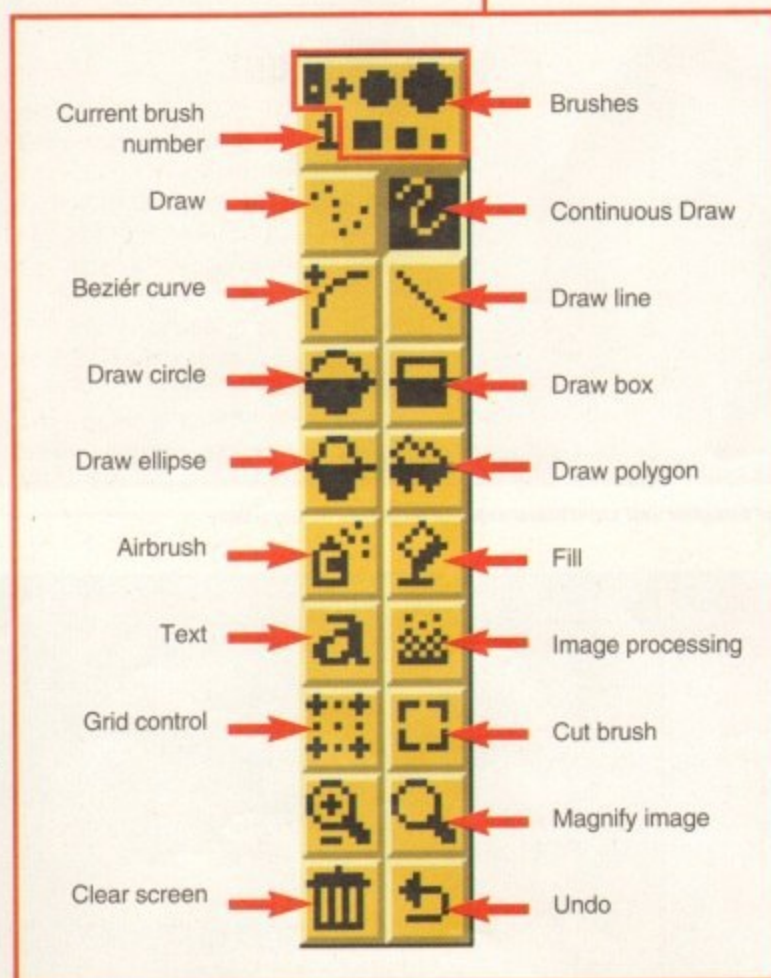 Current brush
number
1
Brushes
Draw
Continuous Draw
Beziér curve
Draw line
Draw circle
Draw box
Draw ellipse
Draw polygon
Airbrush
Fill
Text
a
Image processing
Grid control
Cut brush
Magnify image
Clear screen
Undo